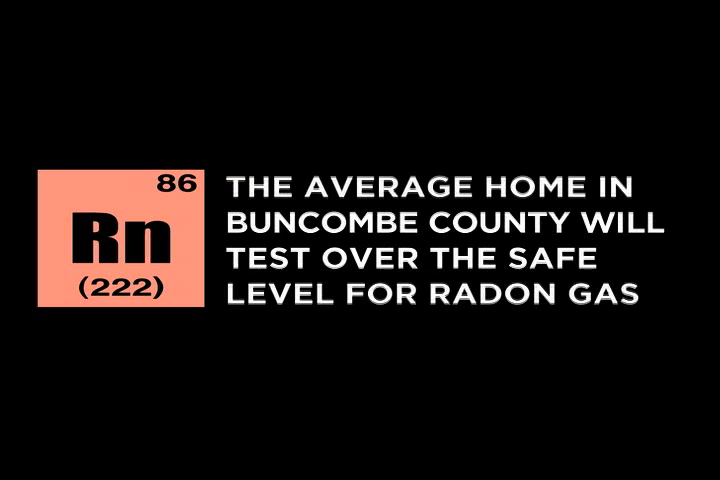 86
Rn
(222)
THE AVERAGE HOME IN
BUNCOMBE COUNTY WILL
TEST OVER THE SAFE
LEVEL FOR RADON GAS